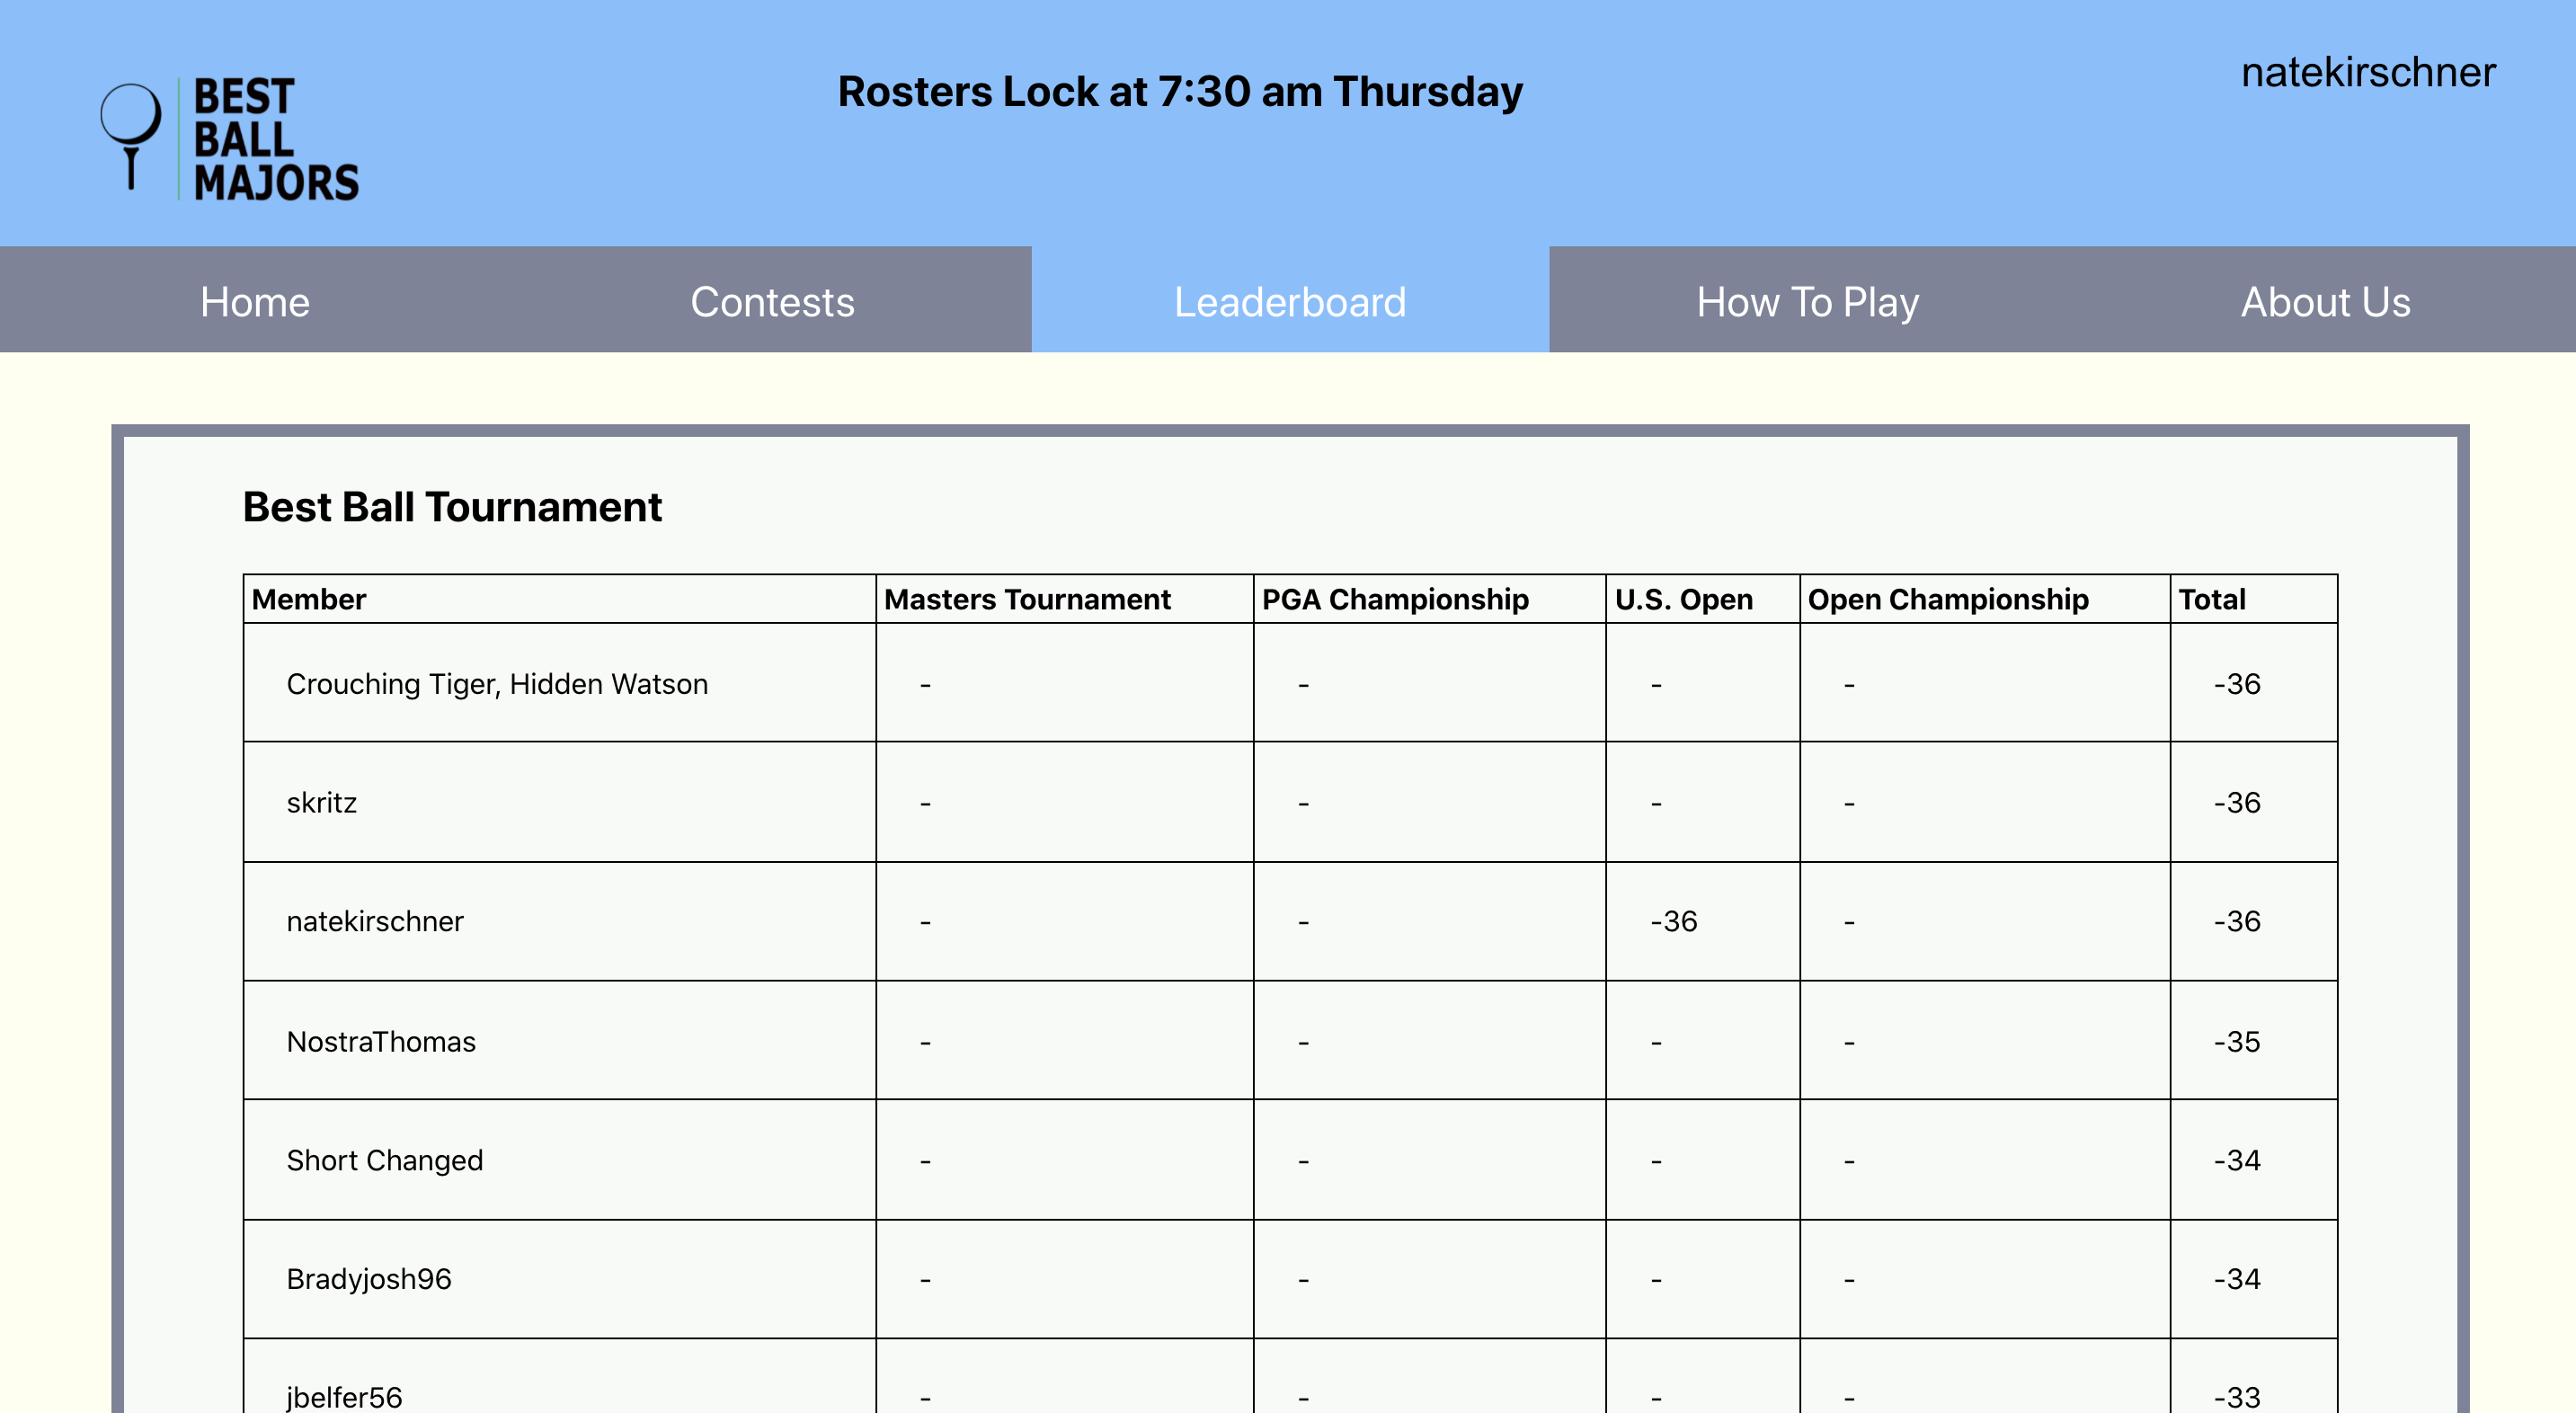 BEST
BALL
MAJORS
Rosters Lock at 7:30 am Thursday
natekirschner
Home Contests Leaderboard How To Play About Us
Best Ball Tournament
Member Masters Tournament PGA Championship U.S. Open Open Championship Total
Crouching Tiger, Hidden Watson - - - - -36
skritz - - - - -36
natekirschner - - -36 - -36
NostraThomas - - - - -35
Short Changed - - - - -34
Bradyjosh96 - - - - -34
jbelfer56 - - - - -33